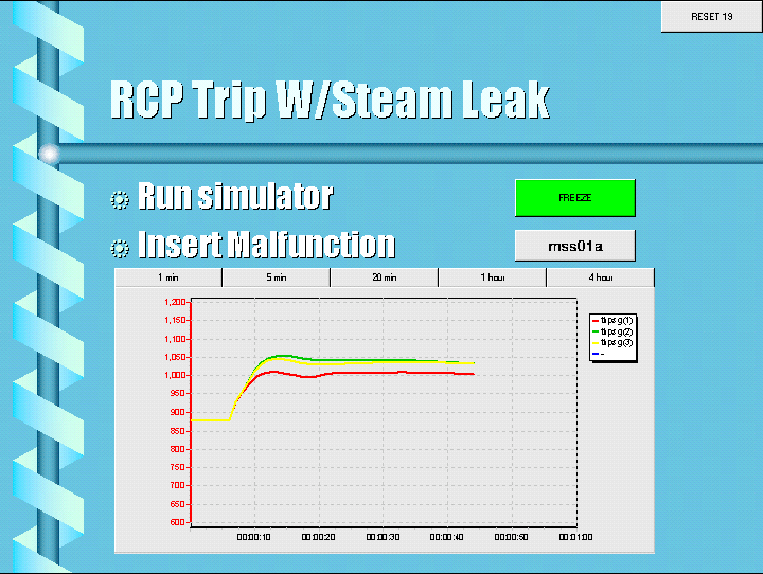 RESET 19
RCP Trip W/Steam Leak
Run simulator
FREEZE
Insert Malfunction
mss01a
1 min 5 min 20 min 1 hour 4 hour
1,200
1,150
1,100
1,050
1,000
950
900
850
800
750
700
650
600
00:00:10 00:00:20 00:00:30 00:00:40 00:00:50 00:01:00
tbpsg(1)
tbpsg(2)
tbpsg(3)
-